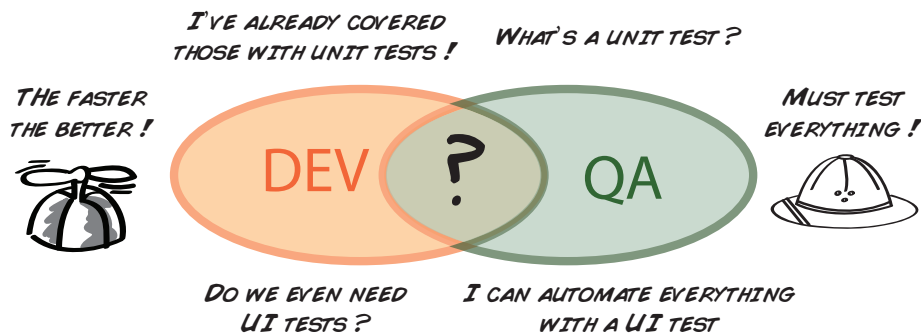 I'VE ALREADY COVERED
THOSE WITH UNIT TESTS !
WHAT'S A UNIT TEST ?
THE FASTER
THE BETTER !
DEV
?
QA
MUST TEST
EVERYTHING !
DO WE EVEN NEED
UI TESTS ?
I CAN AUTOMATE EVERYTHING
WITH A UI TEST